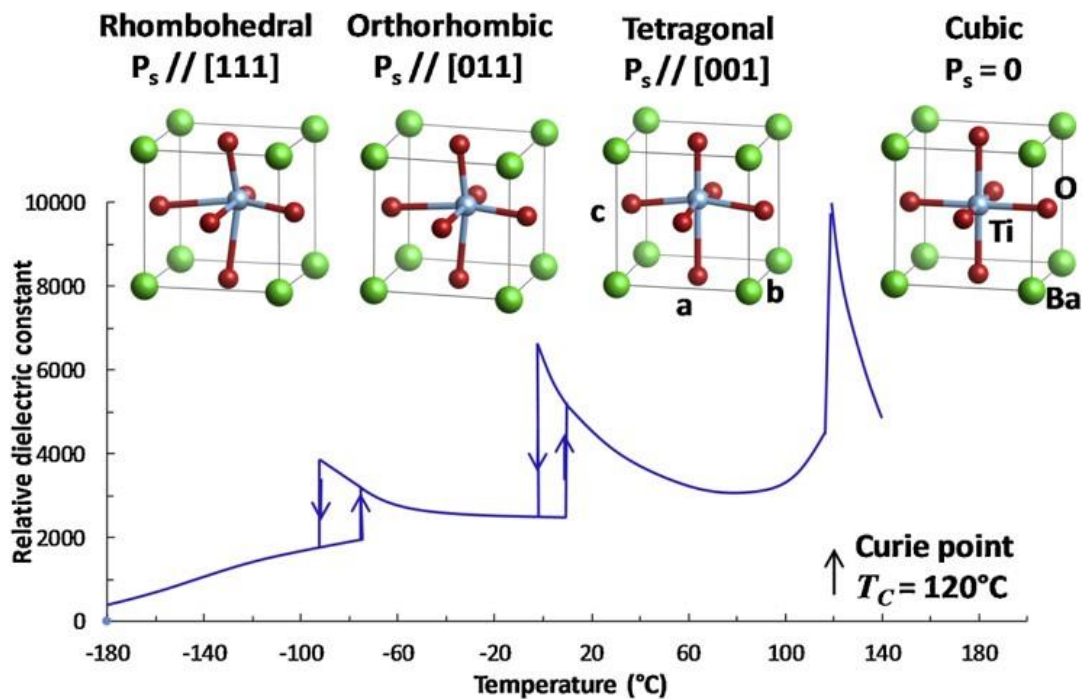 Rhombohedral
Pₛ // [111]
Orthorhombic
Pₛ // [011]
Tetragonal
Pₛ // [001]
Cubic
Pₛ = 0
c
a
b
O
Ti
Ba
Relative dielectric constant
10000
8000
6000
4000
2000
0
Curie point
T_C = 120°C
-180 -140 -100 -60 -20 20 60 100 140 180
Temperature (°C)